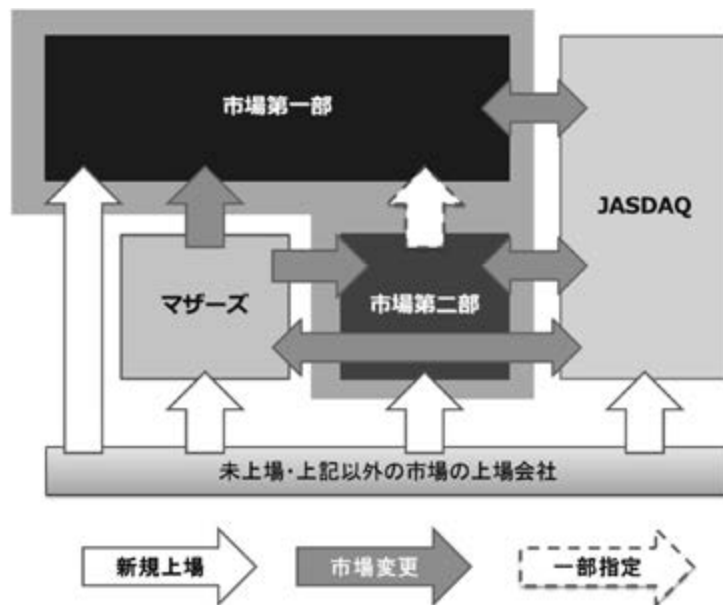 市場第一部
JASDAQ
マザーズ
市場第二部
未上場・上記以外の市場の上場会社
新規上場
市場変更
一部指定